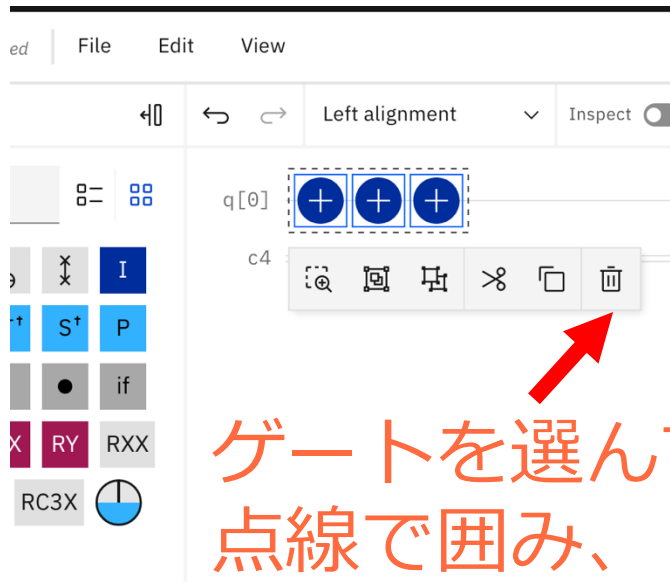 ed File Edit View
Left alignment Inspect
q[0]
c4
I
S† P
if
X RY RXX
RC3X
ゲートを選ん
点線で囲み、